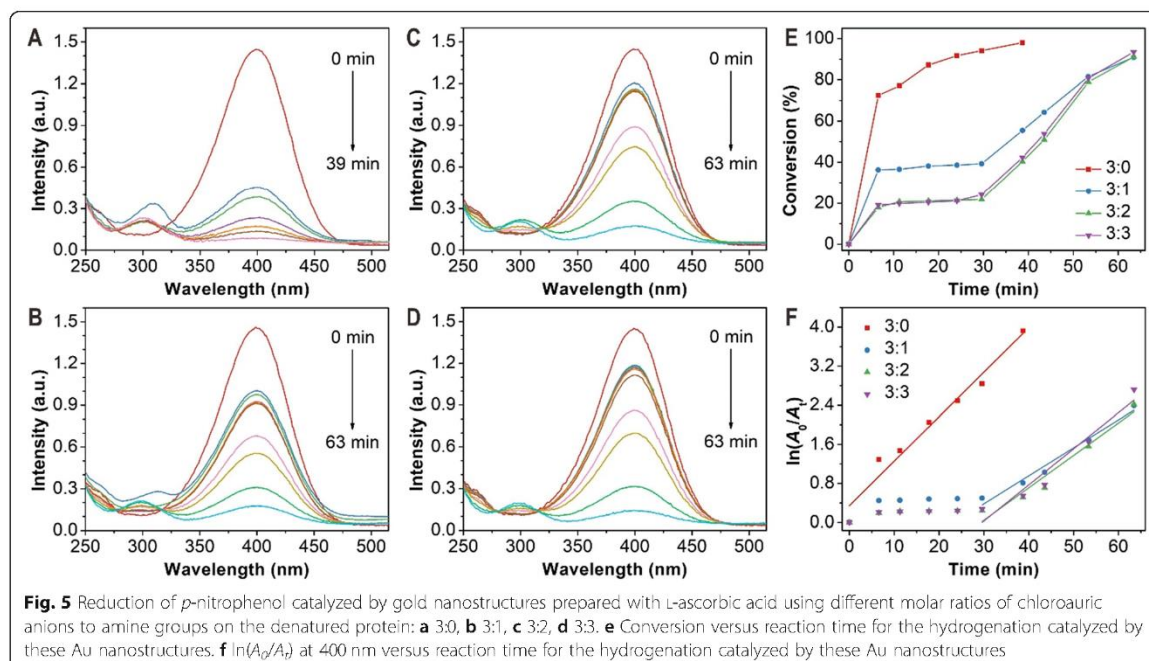 A
1.5
1.2
0.9
0.6
0.3
0.0
Intensity (a.u.)
0 min
39 min
250 300 350 400 450 500
Wavelength (nm)
C
1.5
1.2
0.9
0.6
0.3
0.0
Intensity (a.u.)
0 min
63 min
250 300 350 400 450 500
Wavelength (nm)
E
100
80
60
40
20
0
Conversion (%)
3:0
3:1
3:2
3:3
0 10 20 30 40 50 60
Time (min)
B
1.5
1.2
0.9
0.6
0.3
0.0
Intensity (a.u.)
0 min
63 min
250 300 350 400 450 500
Wavelength (nm)
D
1.5
1.2
0.9
0.6
0.3
0.0
Intensity (a.u.)
0 min
63 min
250 300 350 400 450 500
Wavelength (nm)
F
4.0
3.2
2.4
1.6
0.8
0.0
ln(A0/At)
3:0
3:1
3:2
3:3
0 10 20 30 40 50 60
Time (min)
Fig. 5 Reduction of p-nitrophenol catalyzed by gold nanostructures prepared with L-ascorbic acid using different molar ratios of chloroauric
anions to amine groups on the denatured protein: a 3:0, b 3:1, c 3:2, d 3:3. e Conversion versus reaction time for the hydrogenation catalyzed by
these Au nanostructures. f ln(A0/At) at 400 nm versus reaction time for the hydrogenation catalyzed by these Au nanostructures